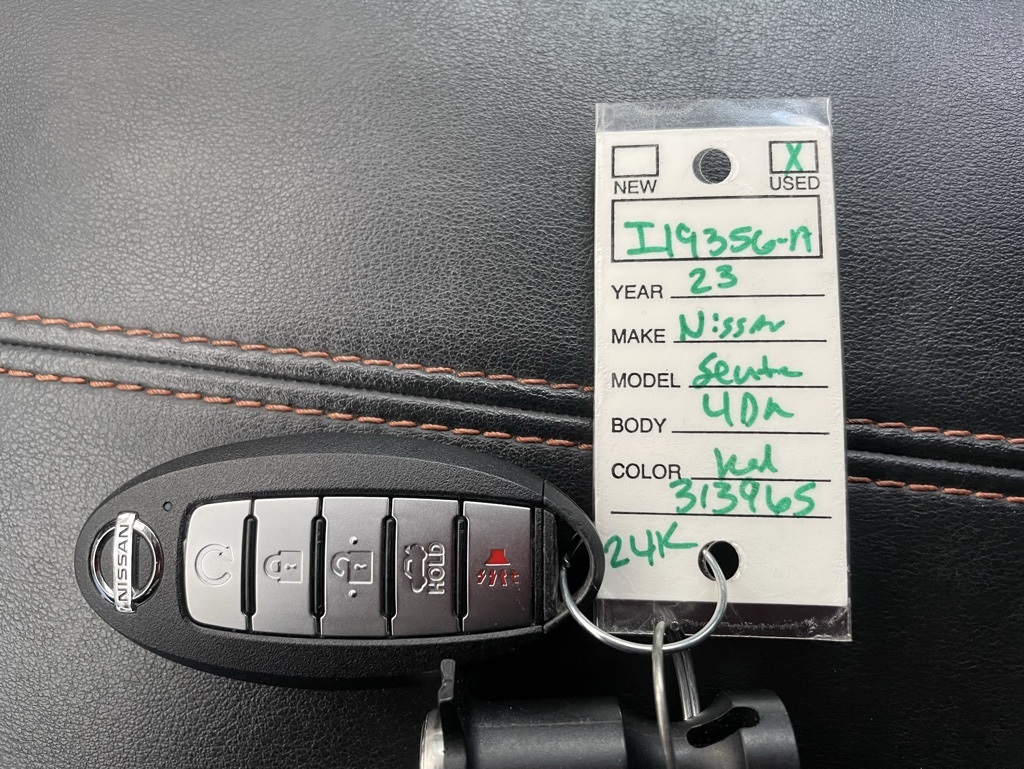 NEW
X
USED
I19356-A
YEAR 23
MAKE Nissan
MODEL Sentra
BODY 4DR
COLOR Red
313965
24K
NISSAN
HOLD